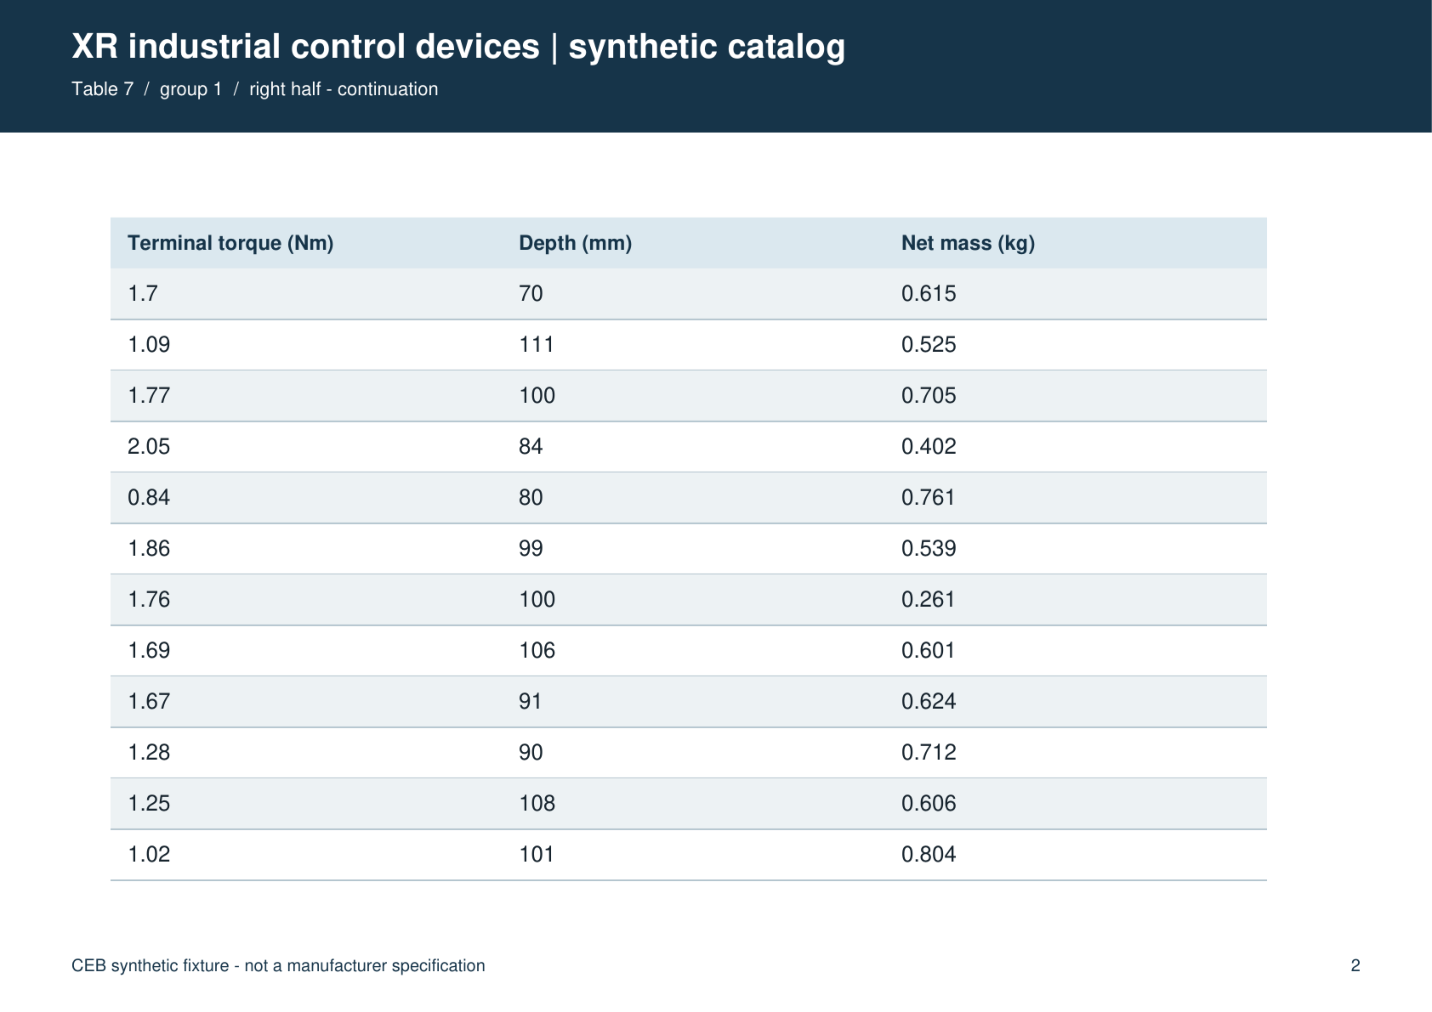 XR industrial control devices | synthetic catalog
Table 7 / group 1 / right half - continuation
Terminal torque (Nm) Depth (mm) Net mass (kg)
1.7 70 0.615
1.09 111 0.525
1.77 100 0.705
2.05 84 0.402
0.84 80 0.761
1.86 99 0.539
1.76 100 0.261
1.69 106 0.601
1.67 91 0.624
1.28 90 0.712
1.25 108 0.606
1.02 101 0.804
CEB synthetic fixture - not a manufacturer specification 2